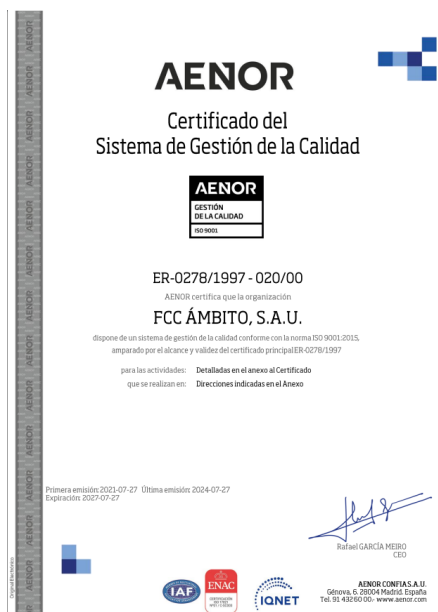 AENOR
Certificado del
Sistema de Gestión de la Calidad
AENOR
GESTIÓN
DE LA CALIDAD
ISO 9001
ER-0278/1997 - 020/00
AENOR certifica que la organización
FCC ÁMBITO, S.A.U.
dispone de un sistema de gestión de la calidad conforme con la norma ISO 9001:2015,
amparado por el alcance y validez del certificado principal ER-0278/1997
para las actividades: Detalladas en el anexo al Certificado
que se realizan en: Direcciones indicadas en el Anexo
Primera emisión: 2021-07-27 Última emisión: 2024-07-27
Expiración: 2027-07-27
Rafael GARCÍA MEIRO
CEO
Original Electrónico
IAF
ENAC
IQNET
AENOR CONFIA S.A.U.
Génova, 6. 28004 Madrid. España
Tel. 91 432 60 00.- www.aenor.com